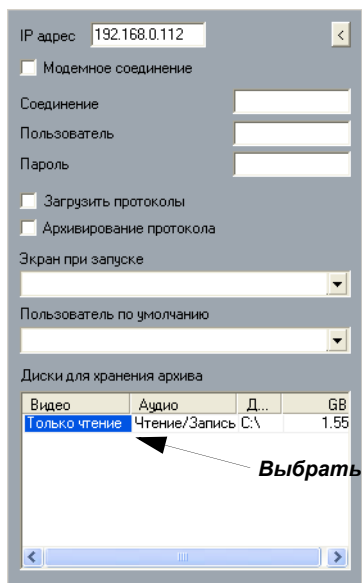 IP адрес 192.168.0.112 <
Модемное соединение
Соединение
Пользователь
Пароль
Загрузить протоколы
Архивирование протокола
Экран при запуске
Пользователь по умолчанию
Диски для хранения архива
Видео Аудио Д... GB
Только чтение Чтение/Запись C:\ 1.55
Выбрать